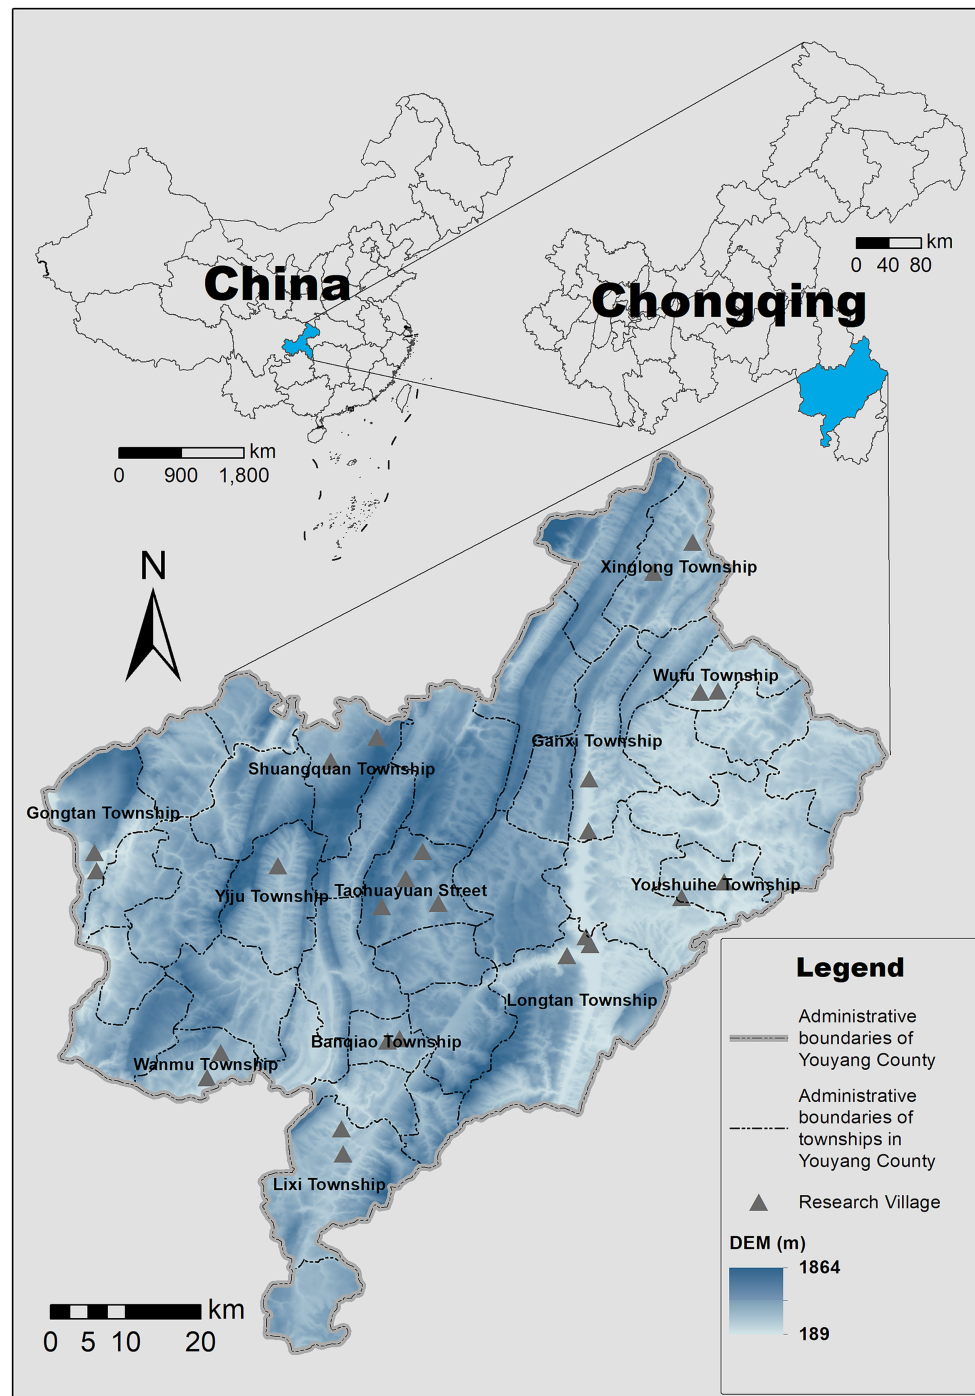 China
Chongqing
km
0 40 80
km
0 900 1,800
N
Xinglong Township
Wufu Township
Ganxi Township
Shuangquan Township
Gongtan Township
Yiju Township
Taohuayuan Street
Youshuihe Township
Longtan Township
Banqiao Township
Wanmu Township
Lixi Township
Legend
Administrative
boundaries of
Youyang County
Administrative
boundaries of
townships in
Youyang County
Research Village
DEM (m)
1864
189
km
0 5 10 20